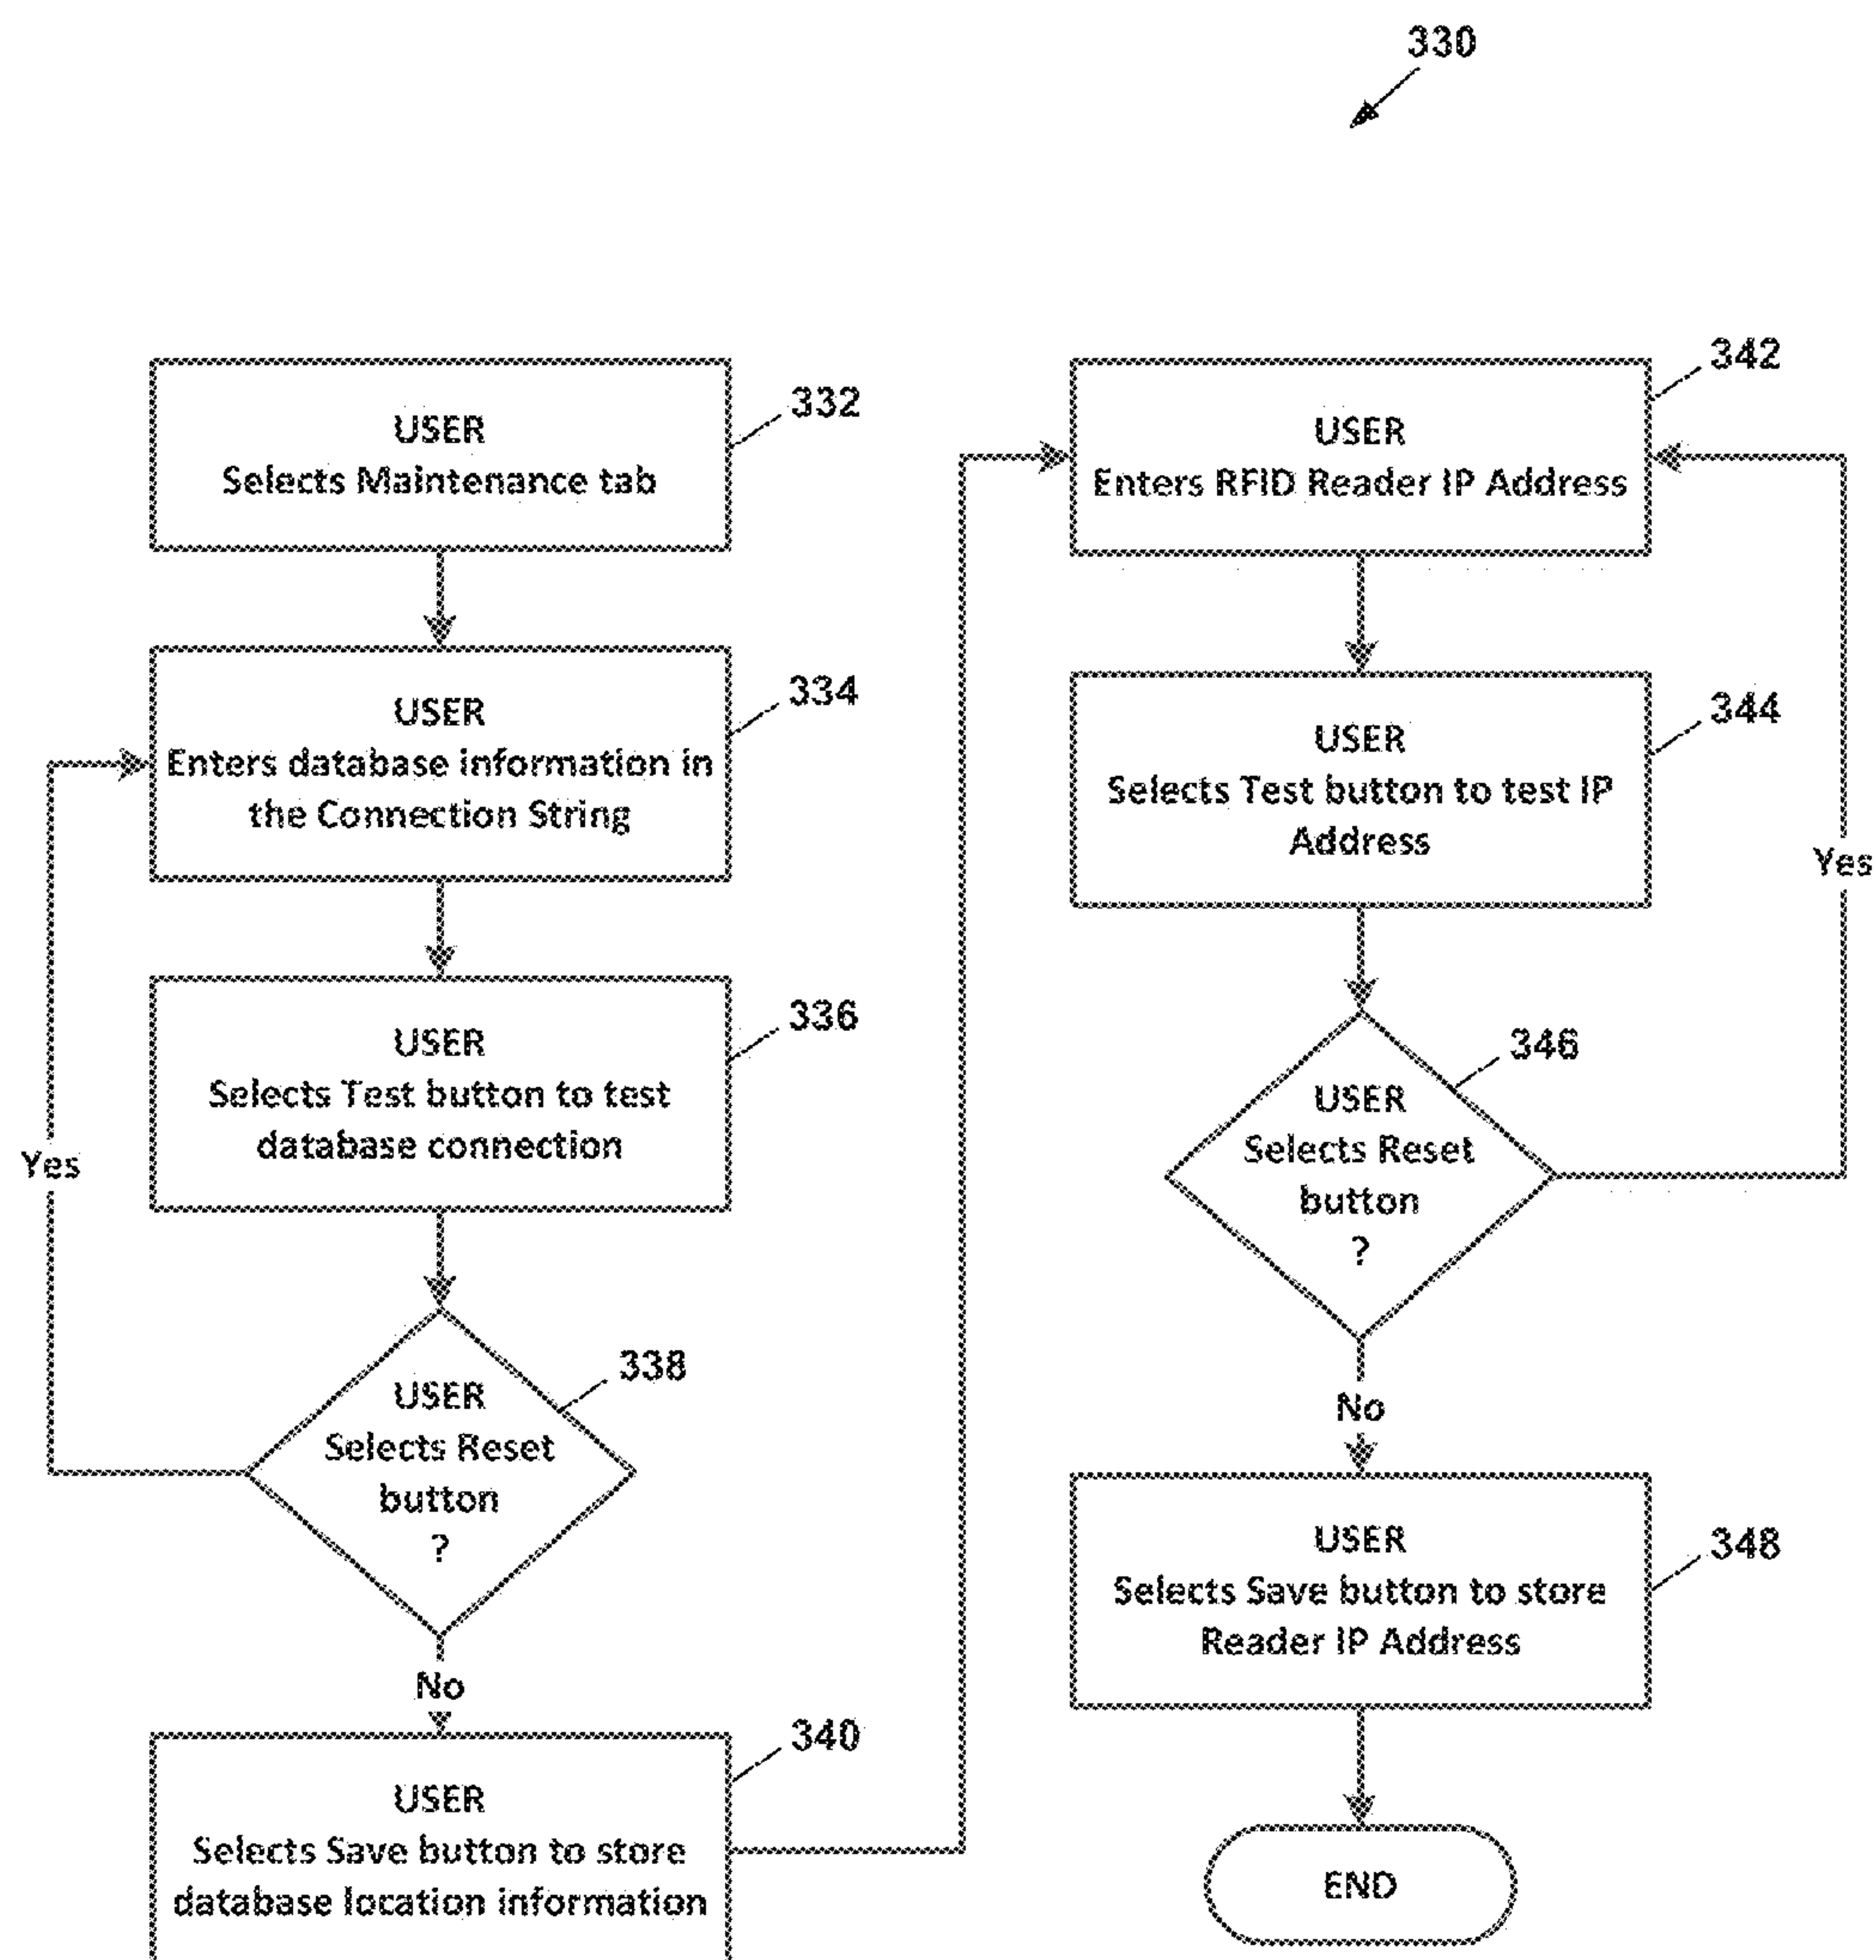 330
332
USER
Selects Maintenance tab
334
USER
Enters database information in
the Connection String
336
USER
Selects Test button to test
database connection
Yes
338
USER
Selects Reset
button
?
No
340
USER
Selects Save button to store
database location information
342
USER
Enters RFID Reader IP Address
344
USER
Selects Test button to test IP
Address
Yes
346
USER
Selects Reset
button
?
No
348
USER
Selects Save button to store
Reader IP Address
END